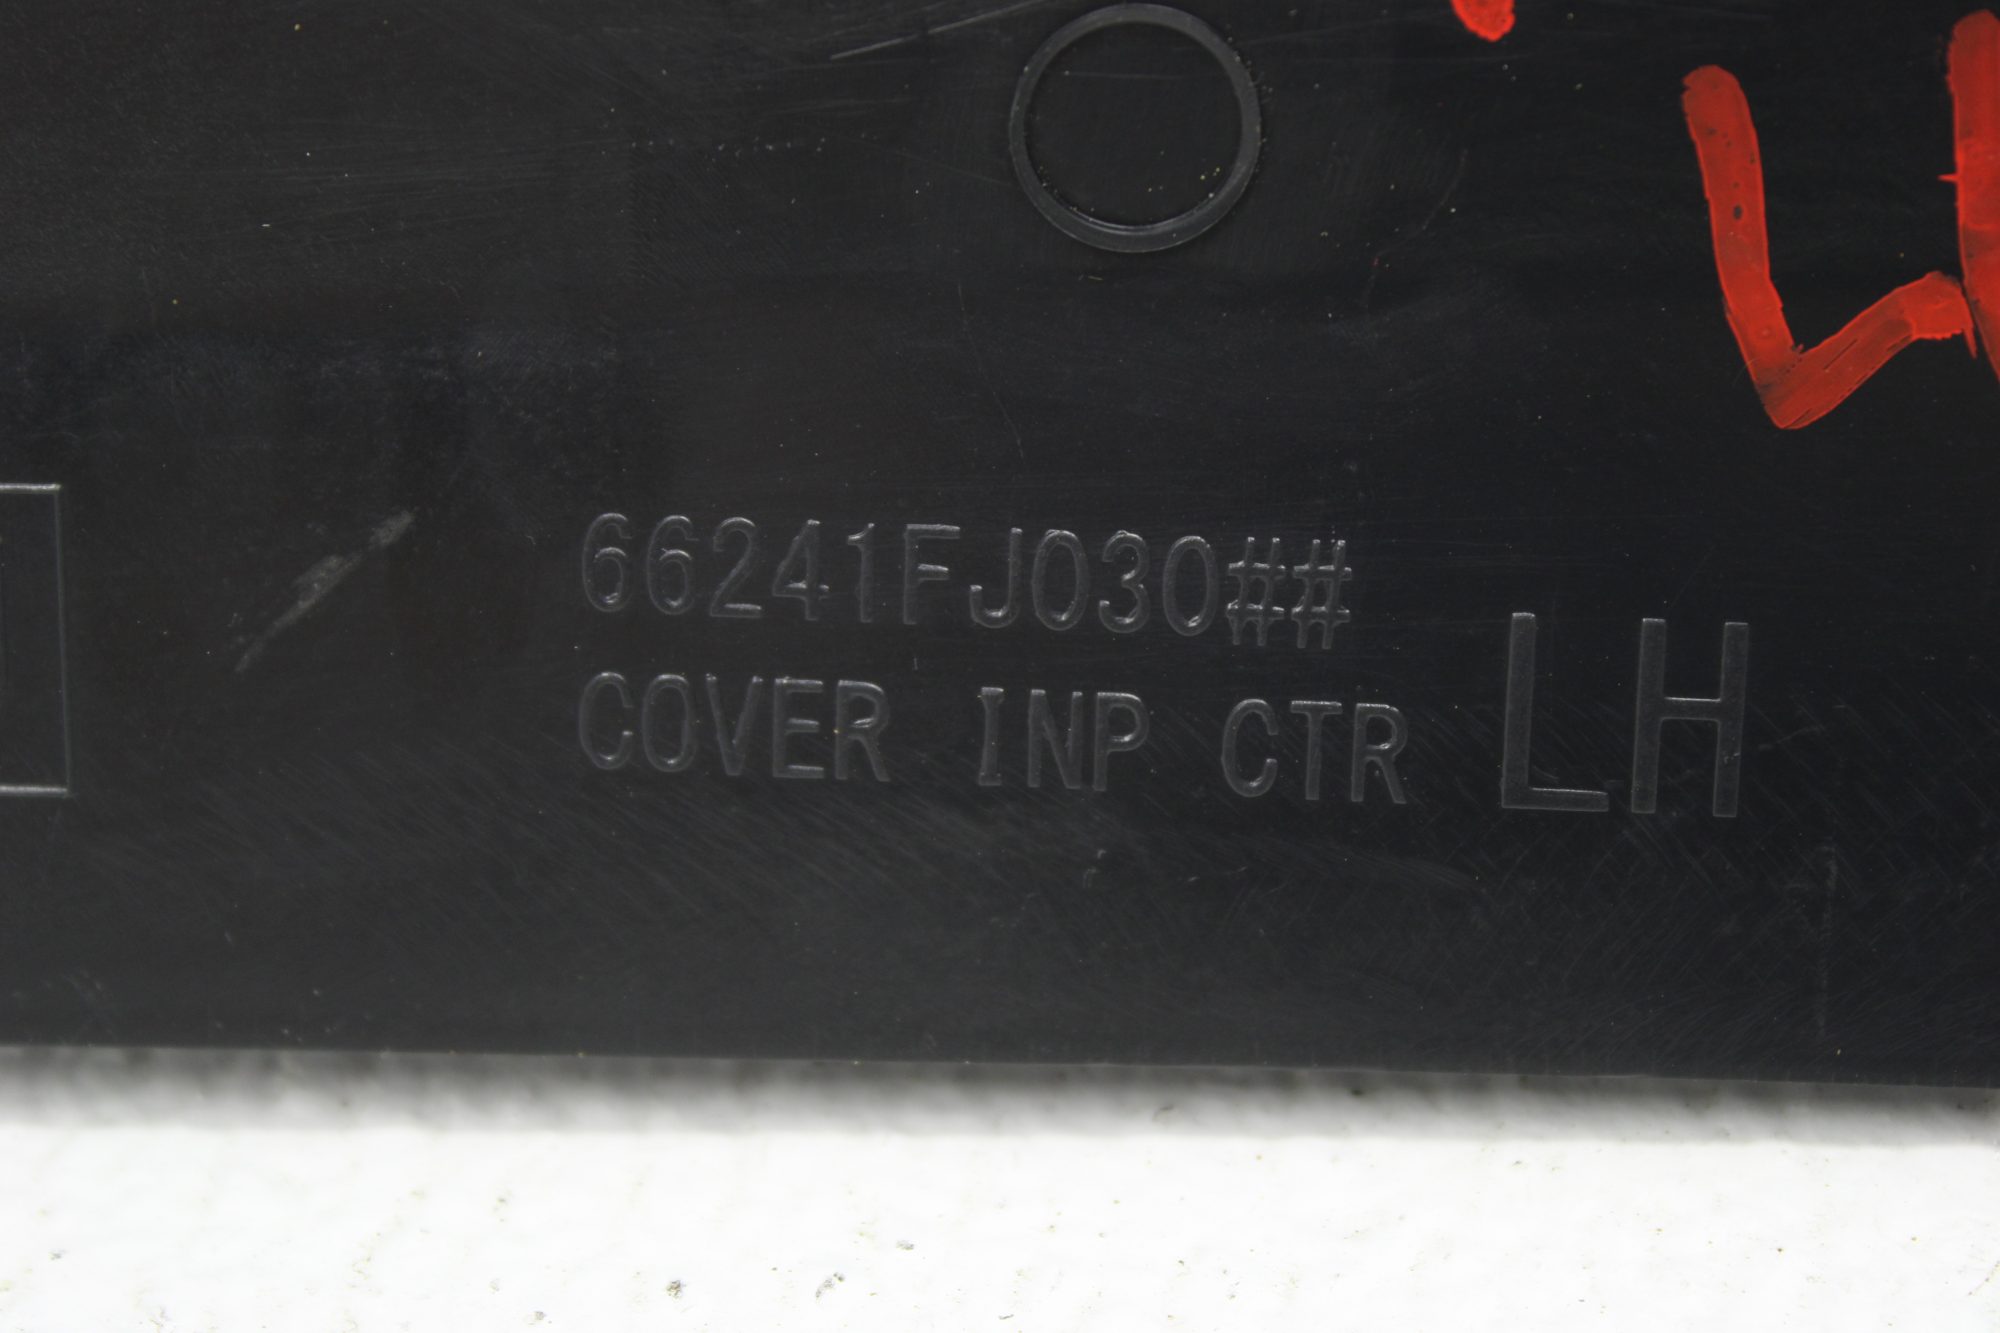 66241FJ030##
COVER INP CTR LH